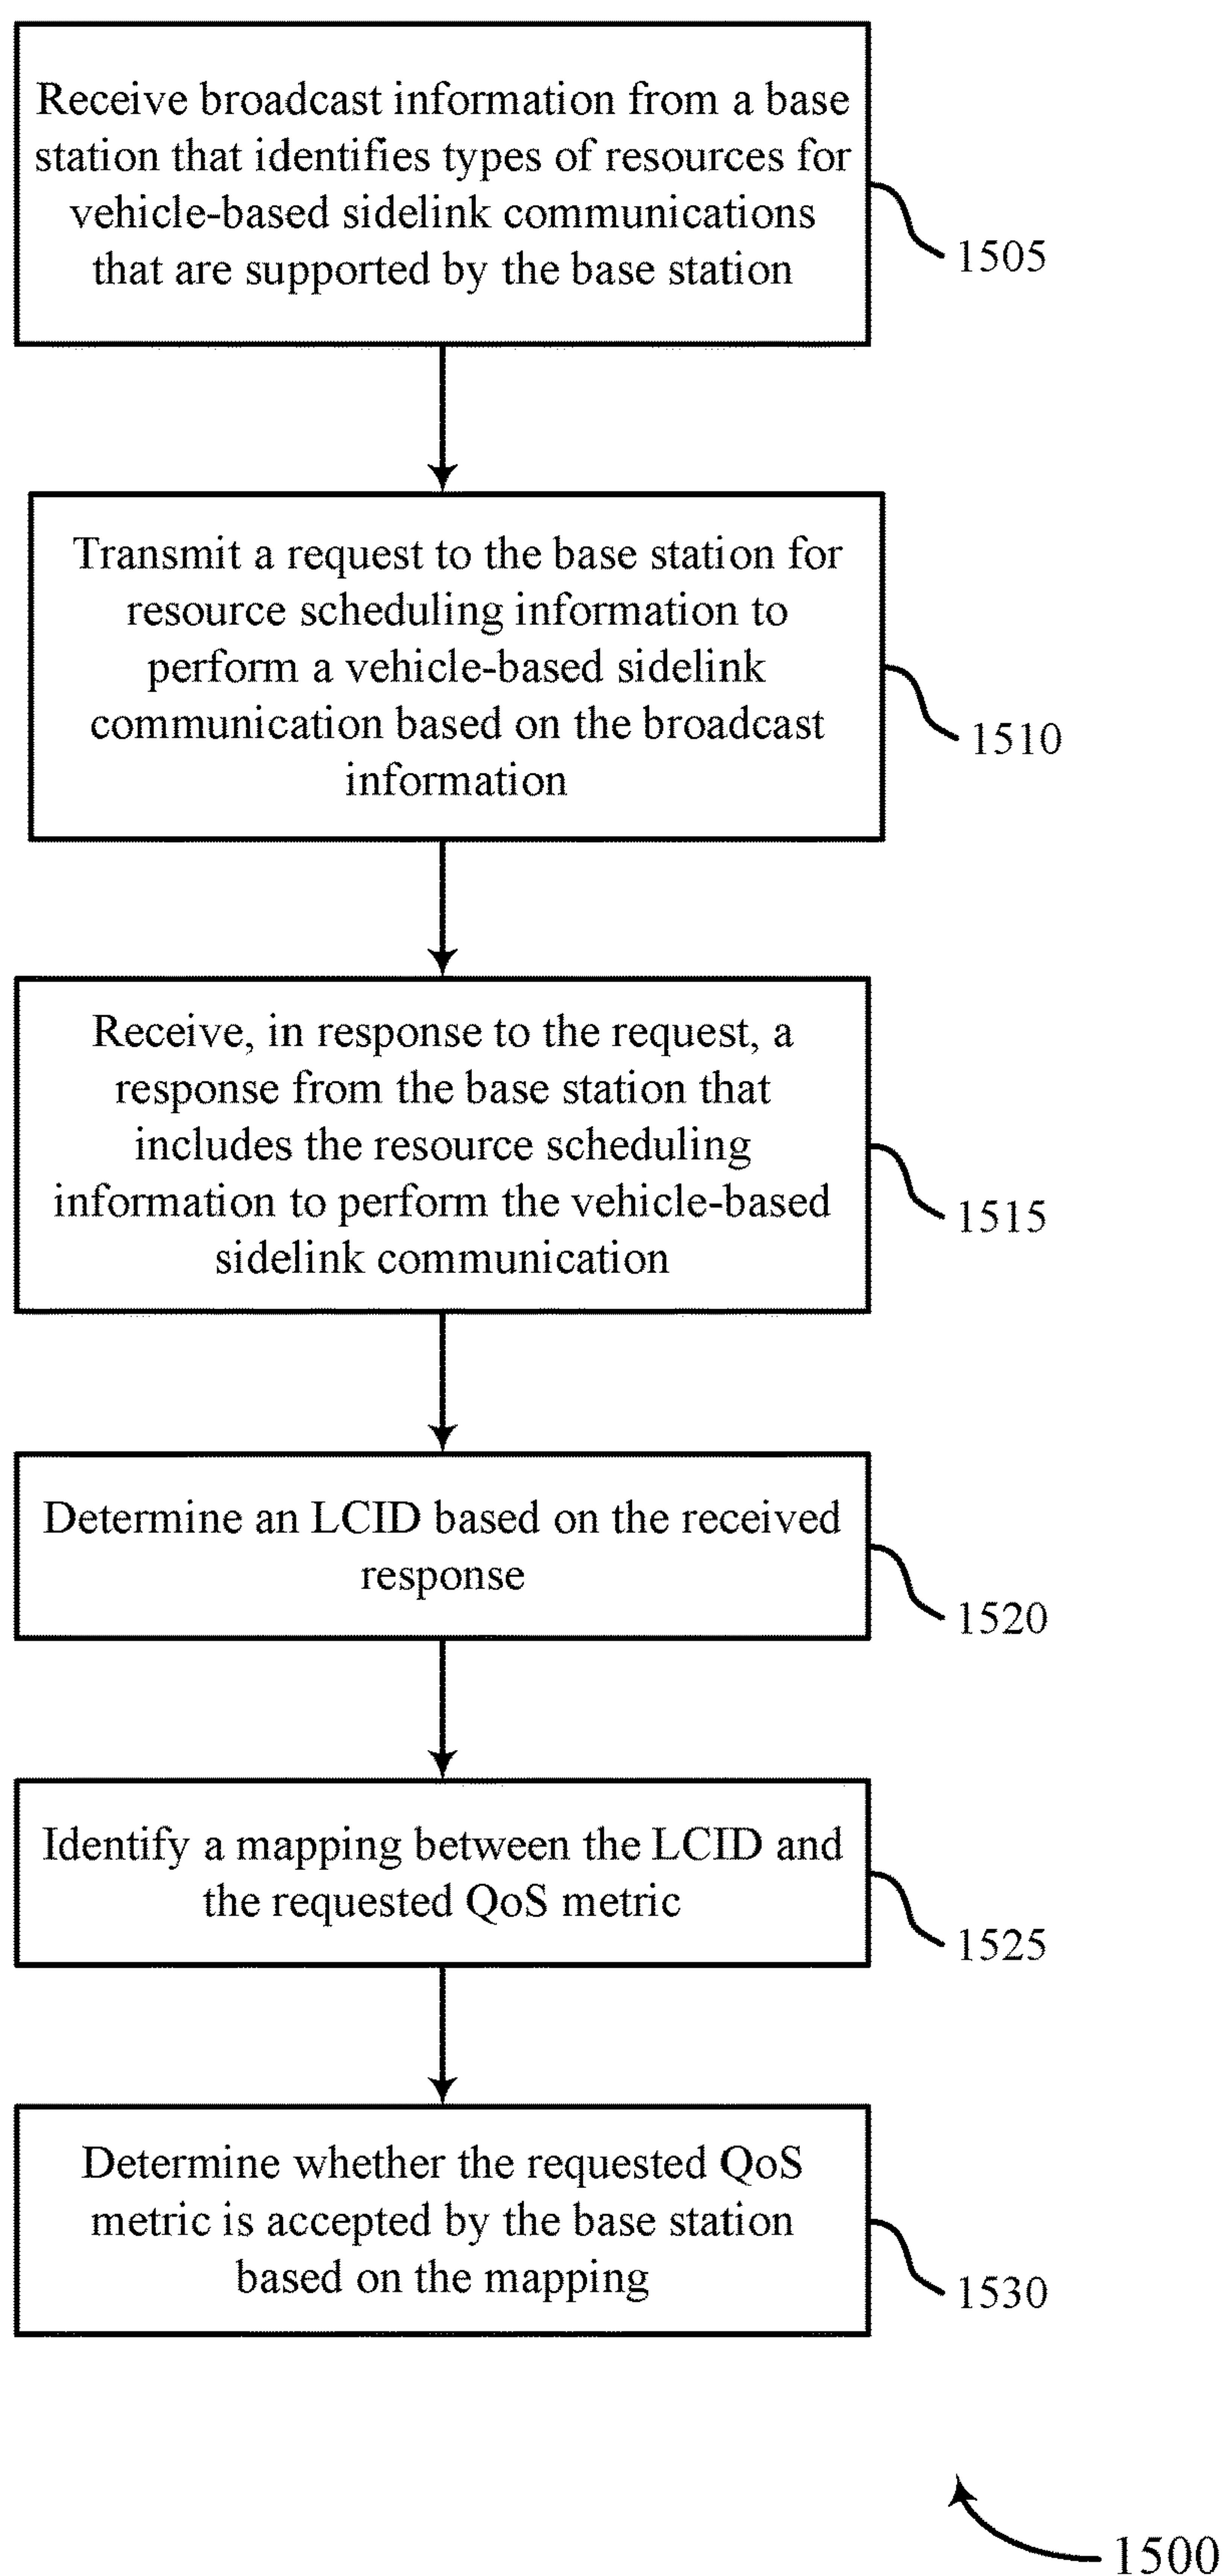 Receive broadcast information from a base
station that identifies types of resources for
vehicle-based sidelink communications
that are supported by the base station
1505
Transmit a request to the base station for
resource scheduling information to
perform a vehicle-based sidelink
communication based on the broadcast
information
1510
Receive, in response to the request, a
response from the base station that
includes the resource scheduling
information to perform the vehicle-based
sidelink communication
1515
Determine an LCID based on the received
response
1520
Identify a mapping between the LCID and
the requested QoS metric
1525
Determine whether the requested QoS
metric is accepted by the base station
based on the mapping
1530
1500